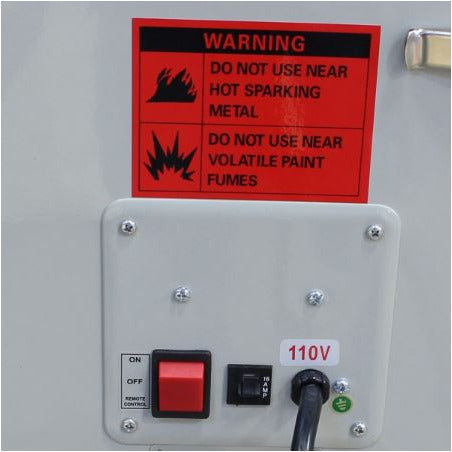 WARNING
DO NOT USE NEAR
HOT SPARKING
METAL
DO NOT USE NEAR
VOLATILE PAINT
FUMES
110V
ON
OFF
REMOTE
CONTROL